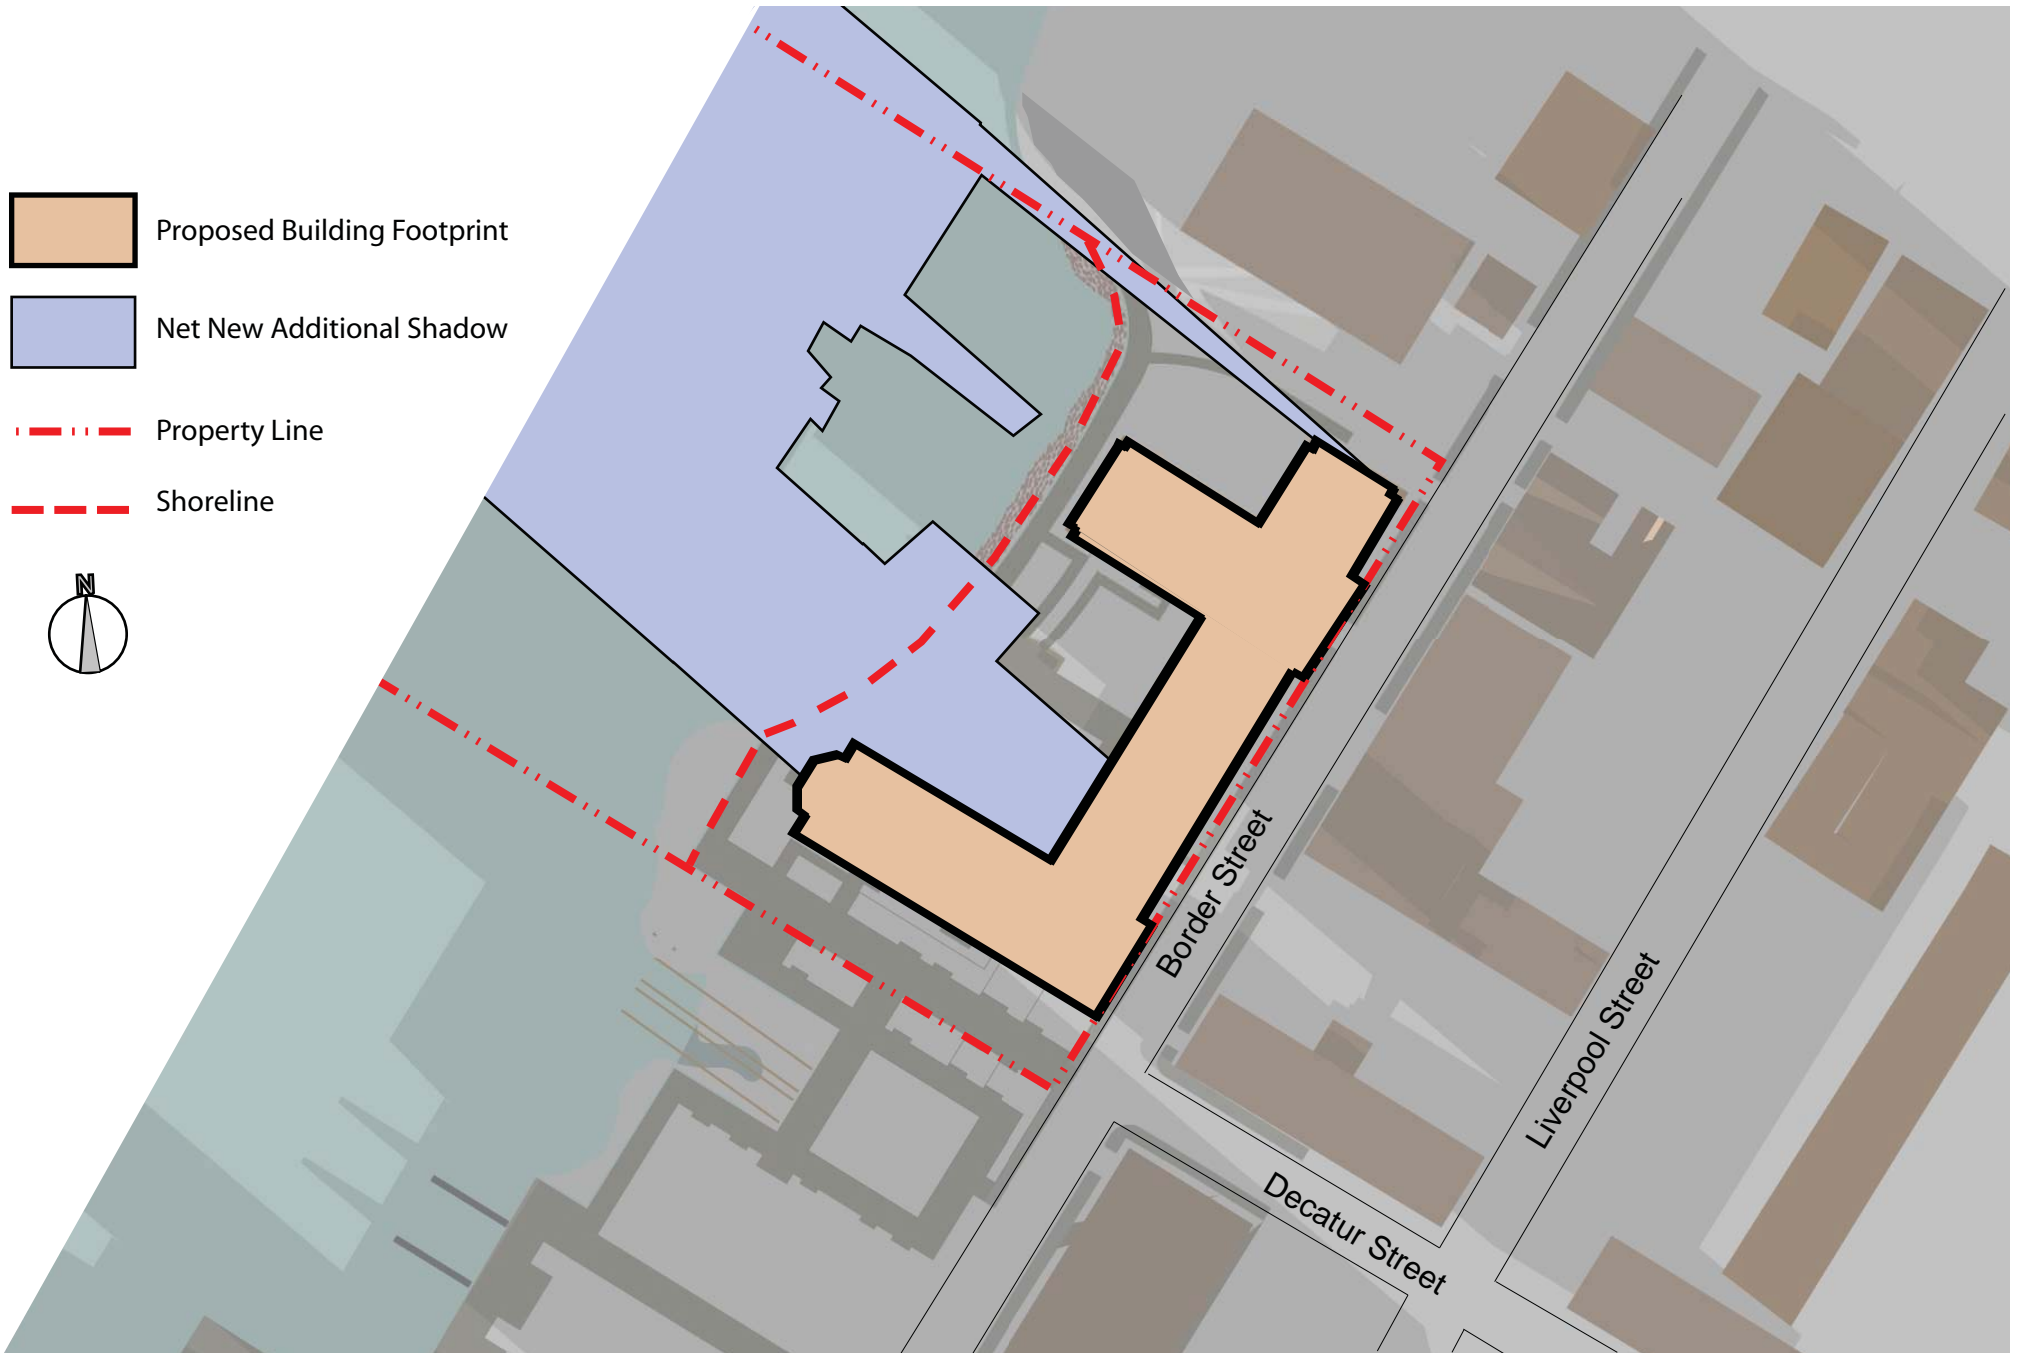 Proposed Building Footprint
Net New Additional Shadow
Property Line
Shoreline
N
Border Street
Liverpool Street
Decatur Street